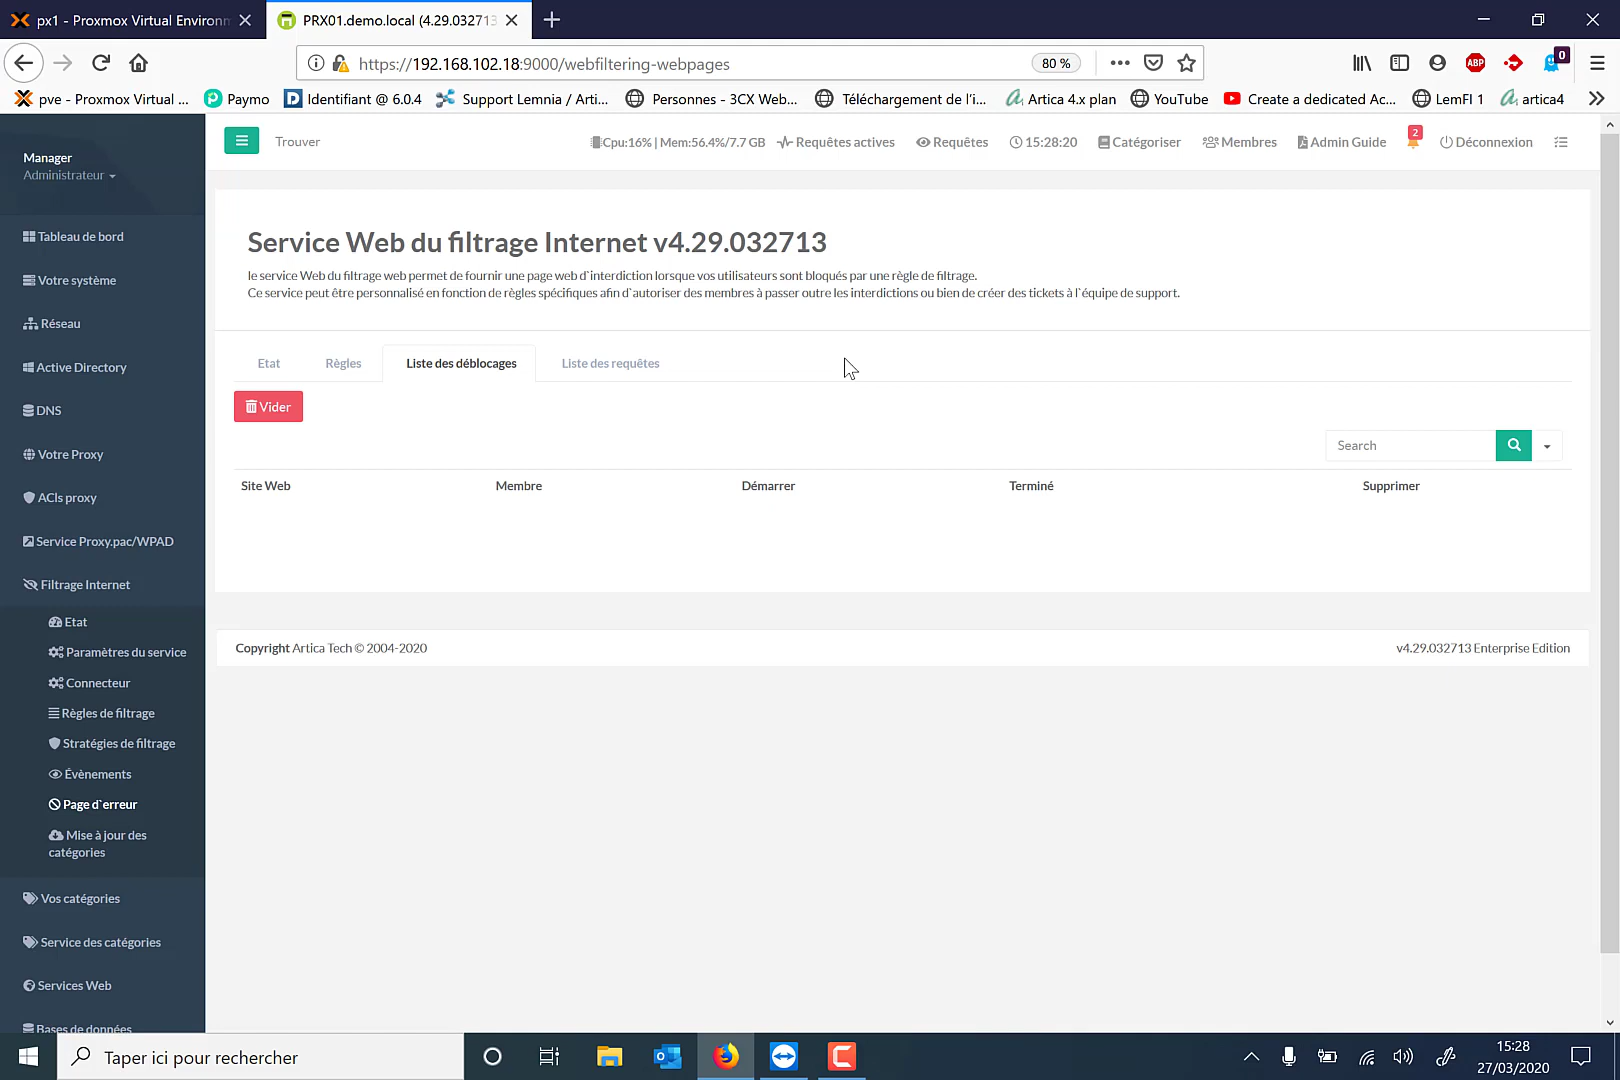 px1 - Proxmox Virtual Environm
PRX01.demo.local (4.29.032713
https://192.168.102.18:9000/webfiltering-webpages
80 %
ABP
0
pve - Proxmox Virtual ...
Paymo
Identifiant @ 6.0.4
Support Lemnia / Arti...
Personnes - 3CX Web...
Téléchargement de l'i...
Artica 4.x plan
YouTube
Create a dedicated Ac...
LemFI 1
artica4
Manager
Administrateur
Trouver
Cpu:16% | Mem:56.4%/7.7 GB
Requêtes actives
Requêtes
15:28:20
Catégoriser
Membres
Admin Guide
2
Déconnexion
Tableau de bord
Votre système
Réseau
Active Directory
DNS
Votre Proxy
ACls proxy
Service Proxy.pac/WPAD
Filtrage Internet
Etat
Paramètres du service
Connecteur
Règles de filtrage
Stratégies de filtrage
Évènements
Page d`erreur
Mise à jour des
catégories
Vos catégories
Service des catégories
Services Web
Bases de données
Service Web du filtrage Internet v4.29.032713
le service Web du filtrage web permet de fournir une page web d`interdiction lorsque vos utilisateurs sont bloqués par une règle de filtrage.
Ce service peut être personnalisé en fonction de règles spécifiques afin d`autoriser des membres à passer outre les interdictions ou bien de créer des tickets à l`équipe de support.
Etat
Règles
Liste des déblocages
Liste des requêtes
Vider
Search
Site Web
Membre
Démarrer
Terminé
Supprimer
Copyright Artica Tech © 2004-2020
v4.29.032713 Enterprise Edition
Taper ici pour rechercher
15:28
27/03/2020